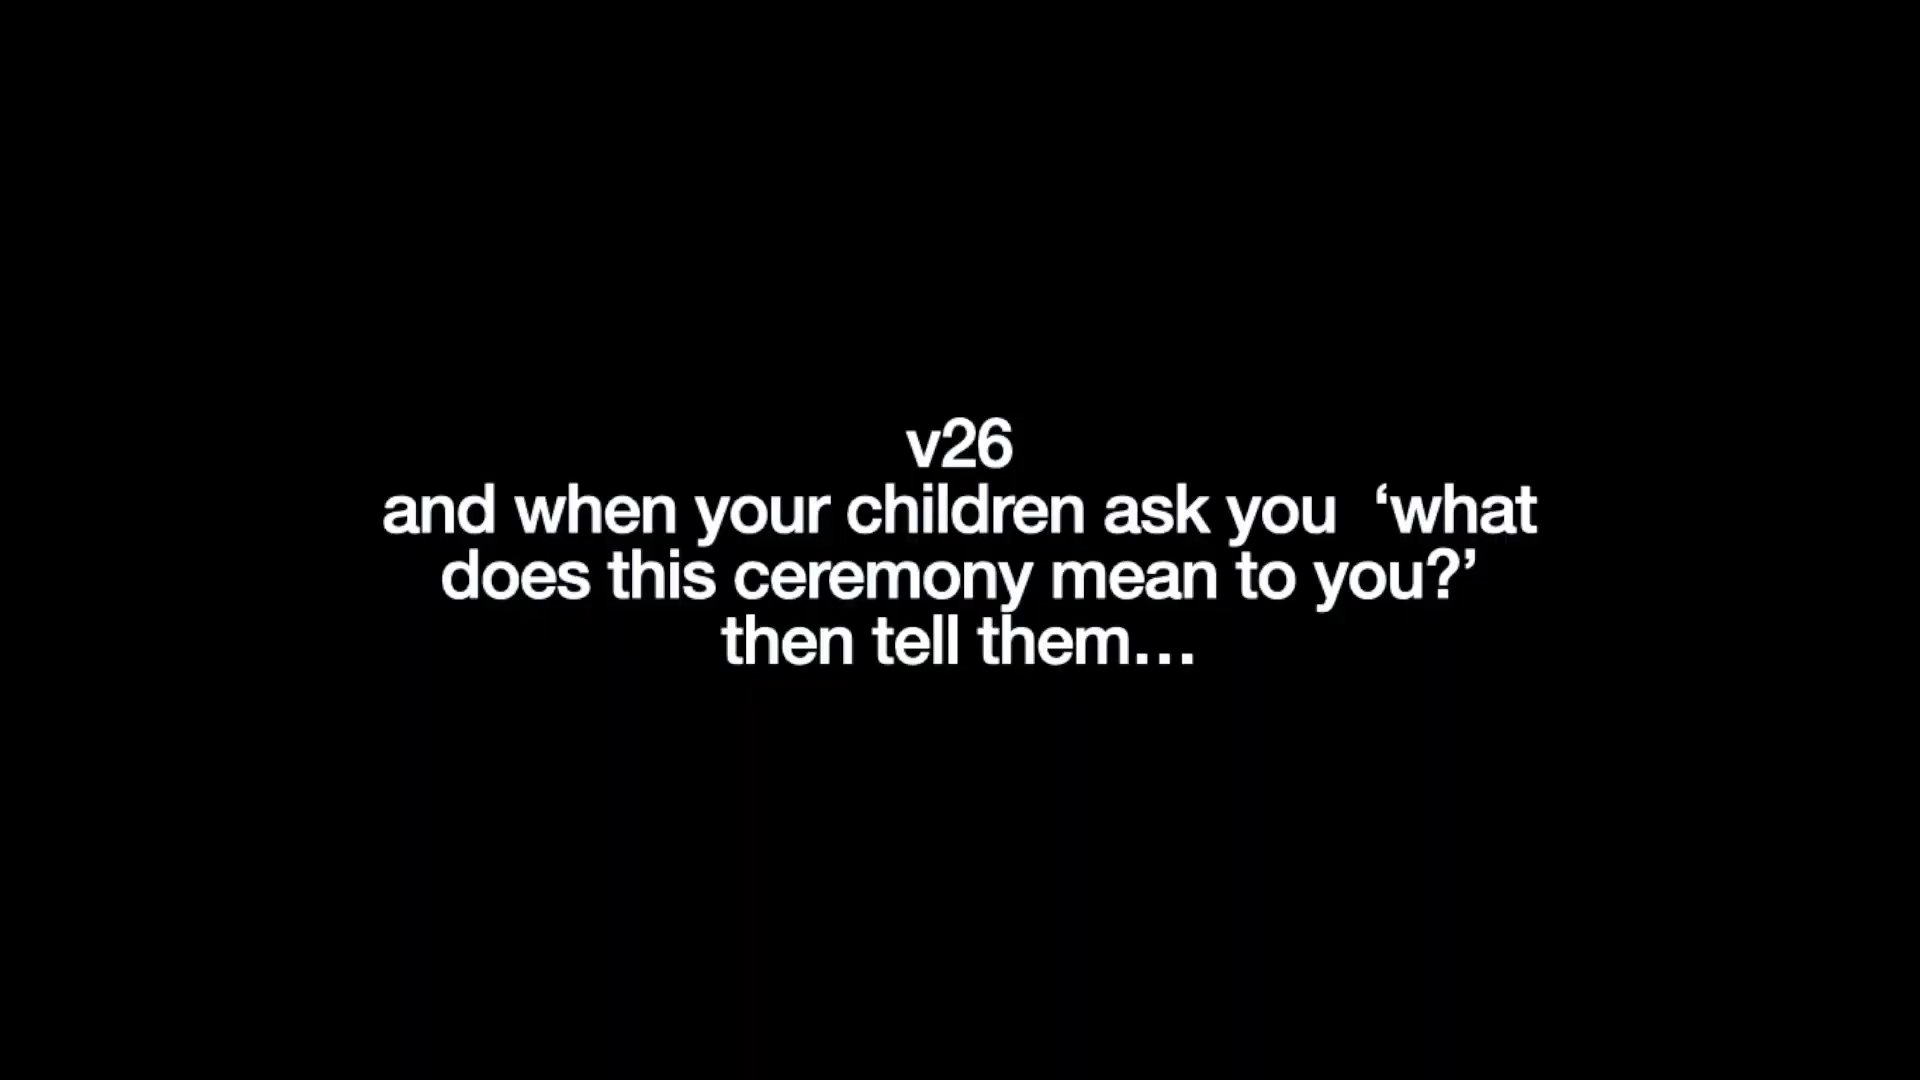 v26
and when your children ask you  ‘what
does this ceremony mean to you?’
then tell them…